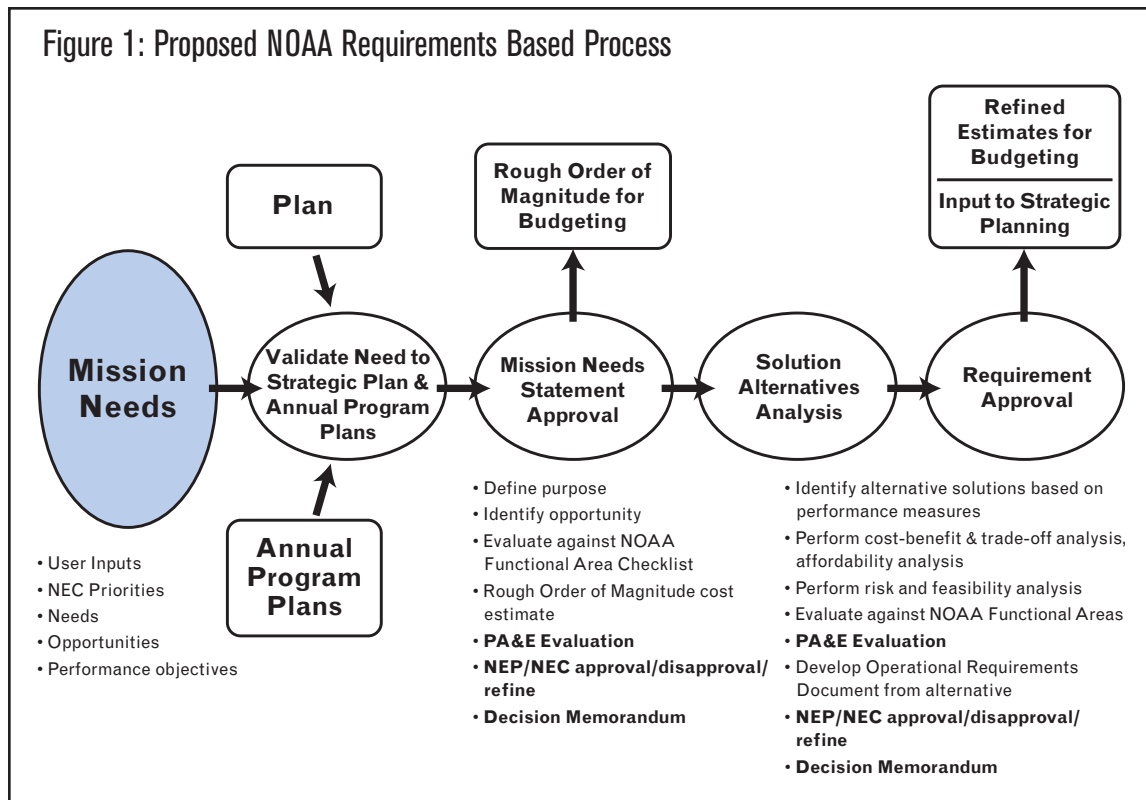 Figure 1: Proposed NOAA Requirements Based Process
Mission
Needs
• User Inputs
• NEC Priorities
• Needs
• Opportunities
• Performance objectives
Plan
Validate Need to
Strategic Plan &
Annual Program
Plans
Annual
Program
Plans
Rough Order of
Magnitude for
Budgeting
Mission Needs
Statement
Approval
• Define purpose
• Identify opportunity
• Evaluate against NOAA
Functional Area Checklist
• Rough Order of Magnitude cost
estimate
• PA&E Evaluation
• NEP/NEC approval/disapproval/
refine
• Decision Memorandum
Solution
Alternatives
Analysis
Refined
Estimates for
Budgeting
Input to Strategic
Planning
Requirement
Approval
• Identify alternative solutions based on
performance measures
• Perform cost-benefit & trade-off analysis,
affordability analysis
• Perform risk and feasibility analysis
• Evaluate against NOAA Functional Areas
• PA&E Evaluation
• Develop Operational Requirements
Document from alternative
• NEP/NEC approval/disapproval/
refine
• Decision Memorandum